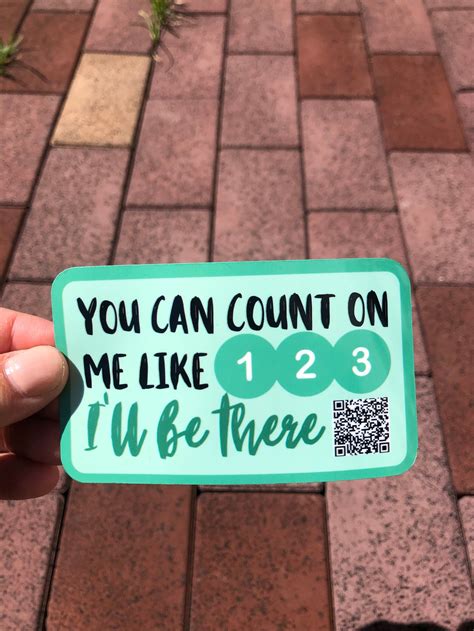 YOU CAN COUNT ON
ME LIKE 1 2 3
I'll Be There